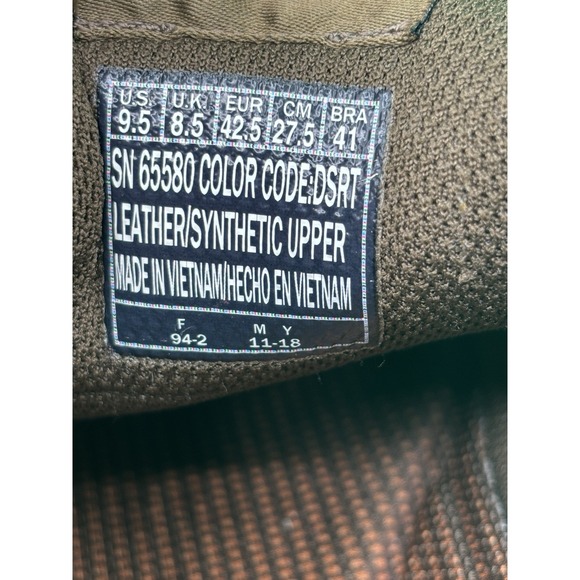 U.S. U.K. EUR CM BRA
9.5 8.5 42.5 27.5 41
SN 65580 COLOR CODE:DSRT
LEATHER/SYNTHETIC UPPER
MADE IN VIETNAM/HECHO EN VIETNAM
F M Y
94-2 11-18